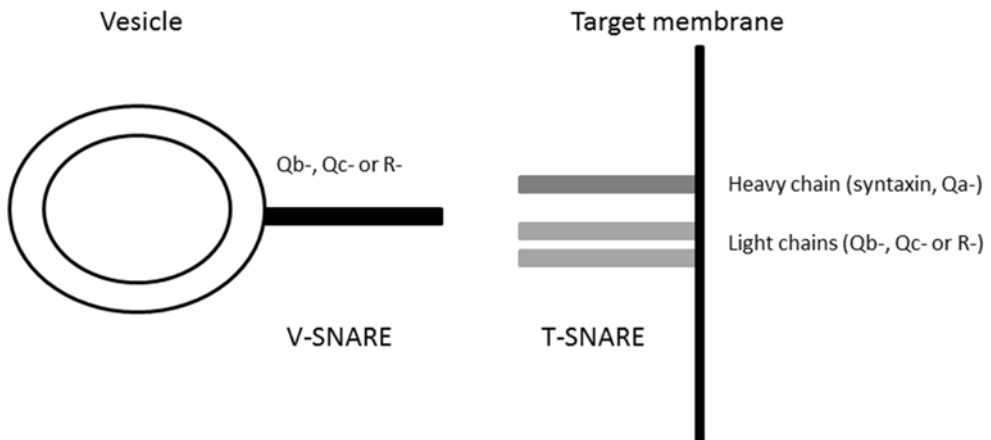 Vesicle
Target membrane
Qb-, Qc- or R-
Heavy chain (syntaxin, Qa-)
Light chains (Qb-, Qc- or R-)
V-SNARE
T-SNARE